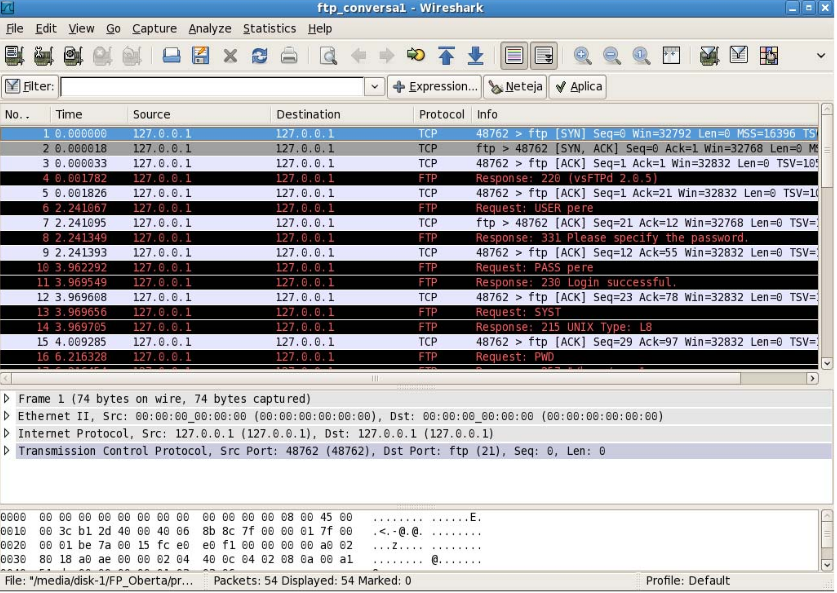 ftp_conversa1 - Wireshark
File Edit View Go Capture Analyze Statistics Help
Filter: Expression... Neteja Aplica
No. . Time Source Destination Protocol Info
1 0.000000 127.0.0.1 127.0.0.1 TCP 48762 > ftp [SYN] Seq=0 Win=32792 Len=0 MSS=16396
2 0.000018 127.0.0.1 127.0.0.1 TCP ftp > 48762 [SYN, ACK] Seq=0 Ack=1 Win=32768 Len=0
3 0.000033 127.0.0.1 127.0.0.1 TCP 48762 > ftp [ACK] Seq=1 Ack=1 Win=32832 Len=0
4 0.001782 127.0.0.1 127.0.0.1 FTP Response: 220 (vsFTPd 2.0.5)
5 0.001826 127.0.0.1 127.0.0.1 TCP 48762 > ftp [ACK] Seq=1 Ack=21 Win=32832 Len=0
6 2.241067 127.0.0.1 127.0.0.1 FTP Request: USER pere
7 2.241095 127.0.0.1 127.0.0.1 TCP ftp > 48762 [ACK] Seq=21 Ack=12 Win=32768 Len=0
8 2.241349 127.0.0.1 127.0.0.1 FTP Response: 331 Please specify the password.
9 2.241393 127.0.0.1 127.0.0.1 TCP 48762 > ftp [ACK] Seq=12 Ack=55 Win=32832 Len=0
10 3.962292 127.0.0.1 127.0.0.1 FTP Request: PASS pere
11 3.969549 127.0.0.1 127.0.0.1 FTP Response: 230 Login successful.
12 3.969608 127.0.0.1 127.0.0.1 TCP 48762 > ftp [ACK] Seq=23 Ack=78 Win=32832 Len=0
13 3.969656 127.0.0.1 127.0.0.1 FTP Request: SYST
14 3.969705 127.0.0.1 127.0.0.1 FTP Response: 215 UNIX Type: L8
15 4.009285 127.0.0.1 127.0.0.1 TCP 48762 > ftp [ACK] Seq=29 Ack=97 Win=32832 Len=0
16 6.216328 127.0.0.1 127.0.0.1 FTP Request: PWD
Frame 1 (74 bytes on wire, 74 bytes captured)
Ethernet II, Src: 00:00:00_00:00:00 (00:00:00:00:00:00), Dst: 00:00:00_00:00:00 (00:00:00:00:00:00)
Internet Protocol, Src: 127.0.0.1 (127.0.0.1), Dst: 127.0.0.1 (127.0.0.1)
Transmission Control Protocol, Src Port: 48762 (48762), Dst Port: ftp (21), Seq: 0, Len: 0
0000 00 00 00 00 00 00 00 00 00 00 00 00 08 00 45 00 ........ ......E.
0010 00 3c b1 2d 40 00 40 06 8b 8c 7f 00 00 01 7f 00 .<.-@.@. ........
0020 00 01 be 7a 00 15 fc e0 e0 f1 00 00 00 00 a0 02 ...z.... ........
0030 80 18 a0 ae 00 00 02 04 40 0c 04 02 08 0a 00 a1 ........ @.......
File: "/media/disk-1/FP_Oberta/pr... Packets: 54 Displayed: 54 Marked: 0 Profile: Default